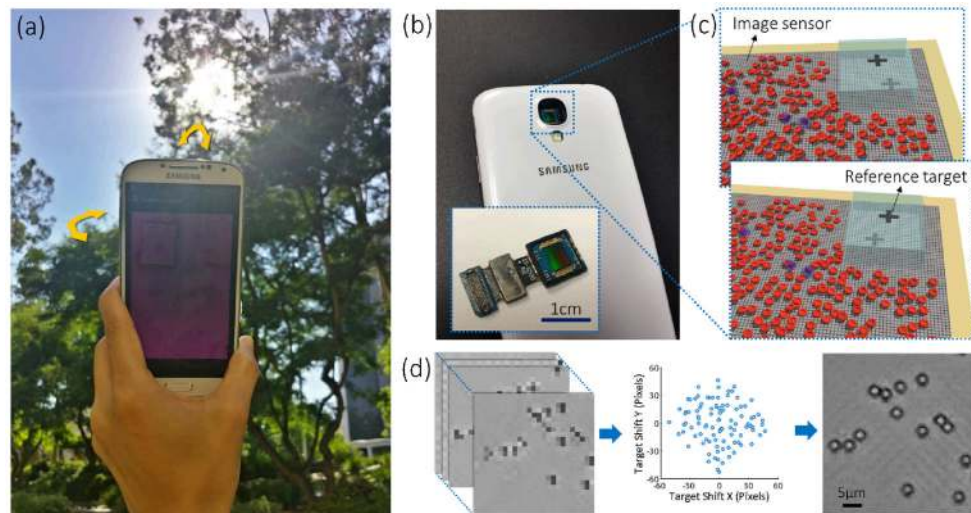 (a)
SAMSUNG
(b)
SAMSUNG
1cm
(c)
Image sensor
Reference target
(d)
Target Shift Y (Pixels)
60
30
0
-30
-60
-60 -30 0 30 60
Target Shift X (Pixels)
5μm